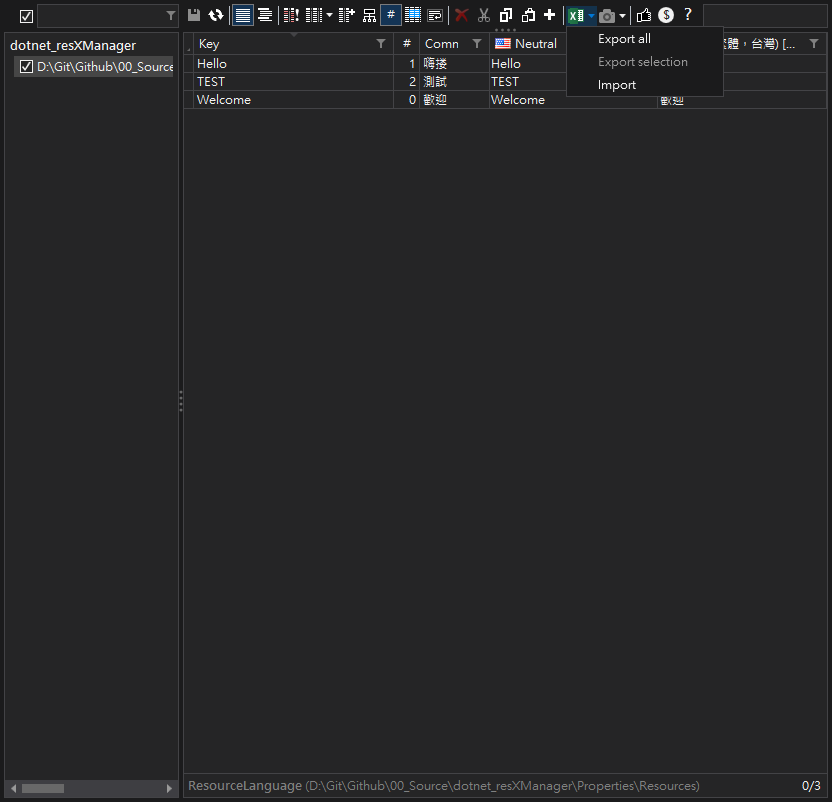 #
?
Export all
Export selection
Import
dotnet_resXManager
D:\Git\Github\00_Source
Key # Comn Neutral 體，台灣) [...
Hello 1 嗨搂 Hello
TEST 2 測試 TEST
Welcome 0 歡迎 Welcome 歡迎
ResourceLanguage (D:\Git\Github\00_Source\dotnet_resXManager\Properties\Resources) 0/3